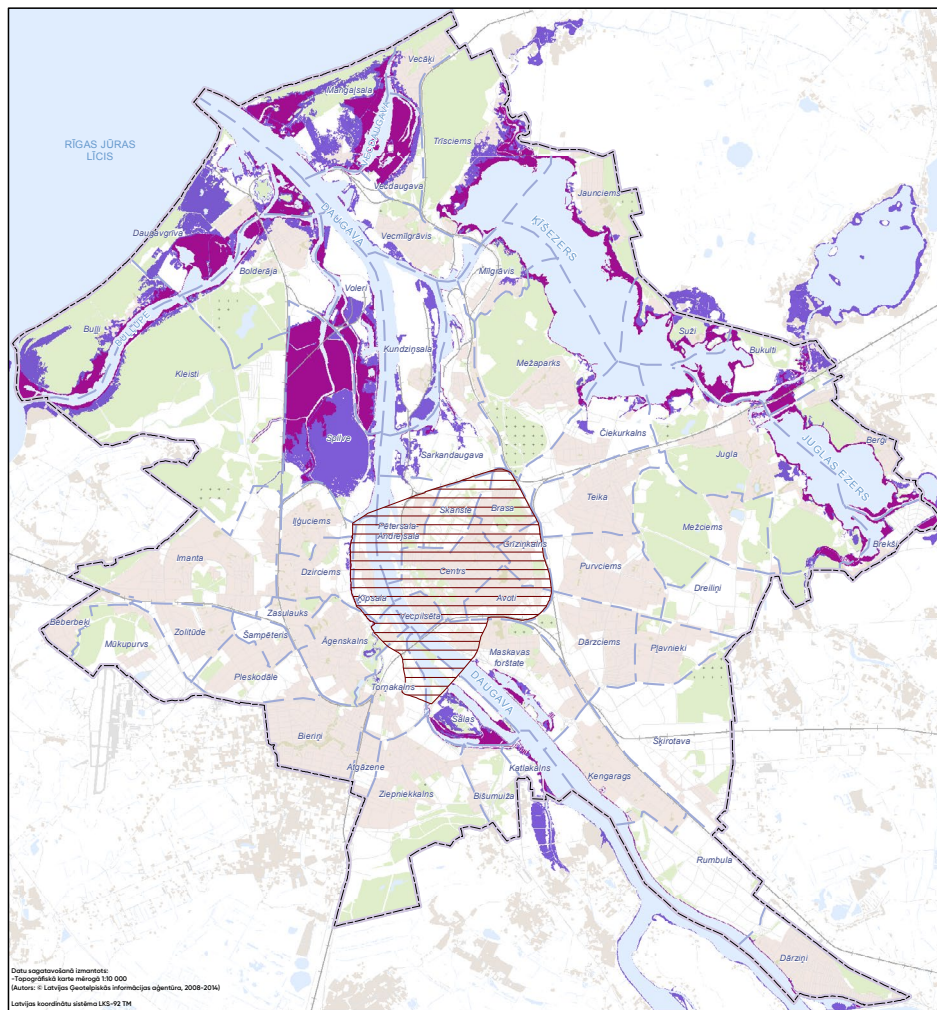 Vecāķi
Mangaļsala
VECDAUGAVA
RĪGAS JŪRAS
LĪCIS
Trīsciems
Vecdaugava
Jaunciems
ĶĪŠEZERS
DAUGAVA
Daugavgrīva
Vecmīlgrāvis
Bolderāja
Mīlgrāvis
Voleri
BUĻĻUPE
Buļļi
Kundziņsala
Suži
Bukulti
Kleisti
Mežaparks
Čiekurkalns
Berģi
Spilve
Sarkandaugava
Jugla
JUGLAS EZERS
Teika
Skanste
Brasa
Iļģuciems
Pētersala
Andrejsala
Mežciems
Grīziņkalns
Brekši
Imanta
Dzirciems
Centrs
Purvciems
Dreiliņi
Ķīpsala
Avoti
Beberbeķi
Zasulauks
Vecpilsēta
Mūkupurvs
Zolitūde
Šampēteris
Āgenskalns
Dārzciems
Pļavnieki
Maskavas
forštate
Pleskodāle
Torņakalns
DAUGAVA
Salas
Bieriņi
Šķirotava
Atgāzene
Katlakalns
Ķengarags
Ziepniekkalns
Bišumuiža
Rumbula
Dārziņi
Datu sagatavošanā izmantots:
-Topogrāfiskā karte mērogā 1:10 000
(Autors: © Latvijas Ģeotelpiskās informācijas aģentūra, 2008-2014)
Latvijas koordinātu sistēma LKS-92 TM